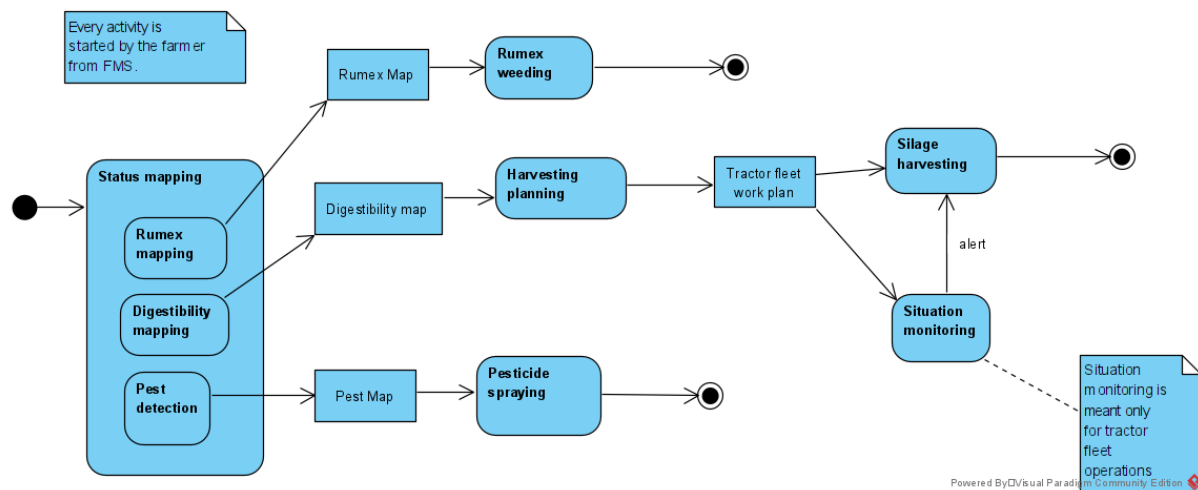 Every activity is
started by the farmer
from FMS.
Rumex Map
Rumex
weeding
Status mapping
Rumex
mapping
Digestibility
mapping
Pest
detection
Digestibility map
Harvesting
planning
Tractor fleet
work plan
Silage
harvesting
alert
Situation
monitoring
Pest Map
Pesticide
spraying
Situation
monitoring is
meant only
for tractor
fleet
operations
Powered By Visual Paradigm Community Edition